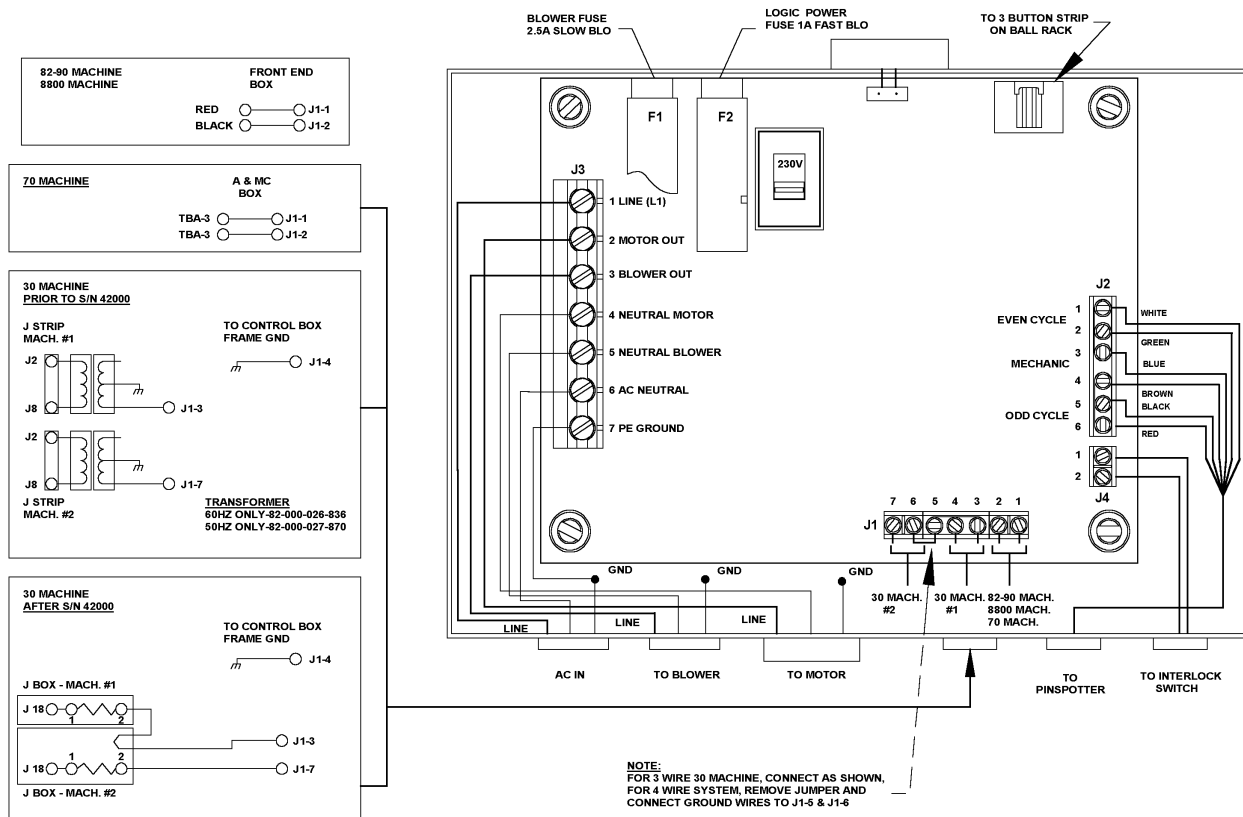 BLOWER FUSE
2.5A SLOW BLO
LOGIC POWER
FUSE 1A FAST BLO
TO 3 BUTTON STRIP
ON BALL RACK
82-90 MACHINE
8800 MACHINE
FRONT END
BOX
RED J1-1
BLACK J1-2
70 MACHINE
A & MC
BOX
TBA-3 J1-1
TBA-3 J1-2
30 MACHINE
PRIOR TO S/N 42000
J STRIP
MACH. #1
TO CONTROL BOX
FRAME GND
J1-4
J2
J8
J1-3
J2
J8
J1-7
J STRIP
MACH. #2
TRANSFORMER
60HZ ONLY-82-000-026-836
50HZ ONLY-82-000-027-870
30 MACHINE
AFTER S/N 42000
TO CONTROL BOX
FRAME GND
J1-4
J BOX - MACH. #1
J 18
1 2
J1-3
1 2
J 18
J1-7
J BOX - MACH. #2
F1
F2
230V
J3
1 LINE (L1)
2 MOTOR OUT
3 BLOWER OUT
4 NEUTRAL MOTOR
5 NEUTRAL BLOWER
6 AC NEUTRAL
7 PE GROUND
J2
EVEN CYCLE
MECHANIC
ODD CYCLE
1
2
3
4
5
6
WHITE
GREEN
BLUE
BROWN
BLACK
RED
1
2
J4
7 6 5 4 3 2 1
J1
30 MACH.
#2
30 MACH.
#1
82-90 MACH.
8800 MACH.
70 MACH.
GND
GND
GND
LINE
LINE
LINE
AC IN
TO BLOWER
TO MOTOR
TO
PINSPOTTER
TO INTERLOCK
SWITCH
NOTE:
FOR 3 WIRE 30 MACHINE, CONNECT AS SHOWN,
FOR 4 WIRE SYSTEM, REMOVE JUMPER AND
CONNECT GROUND WIRES TO J1-5 & J1-6